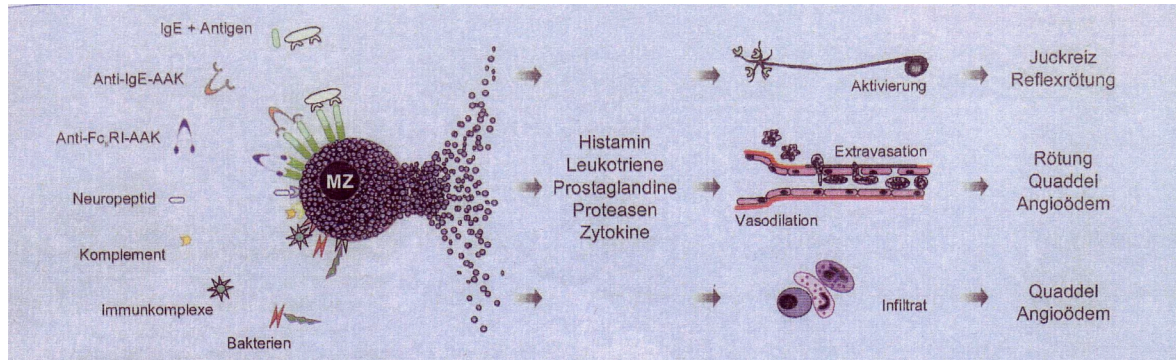 IgE + Antigen
Anti-IgE-AAK
Anti-FcεRI-AAK
Neuropeptid
Komplement
Immunkomplexe
Bakterien
MZ
Histamin
Leukotriene
Prostaglandine
Proteasen
Zytokine
Aktivierung
Extravasation
Vasodilation
Infiltrat
Juckreiz
Reflexrötung
Rötung
Quaddel
Angioödem
Quaddel
Angioödem